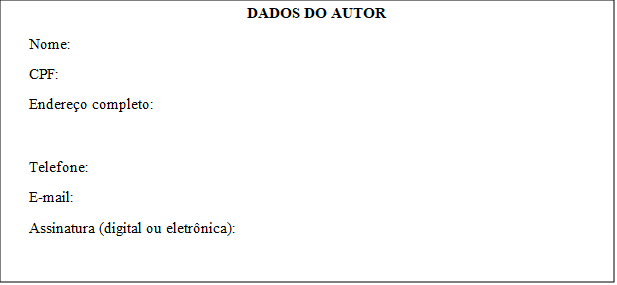 DADOS DO AUTOR
Nome:
CPF:
Endereço completo:
Telefone:
E-mail:
Assinatura (digital ou eletrônica):